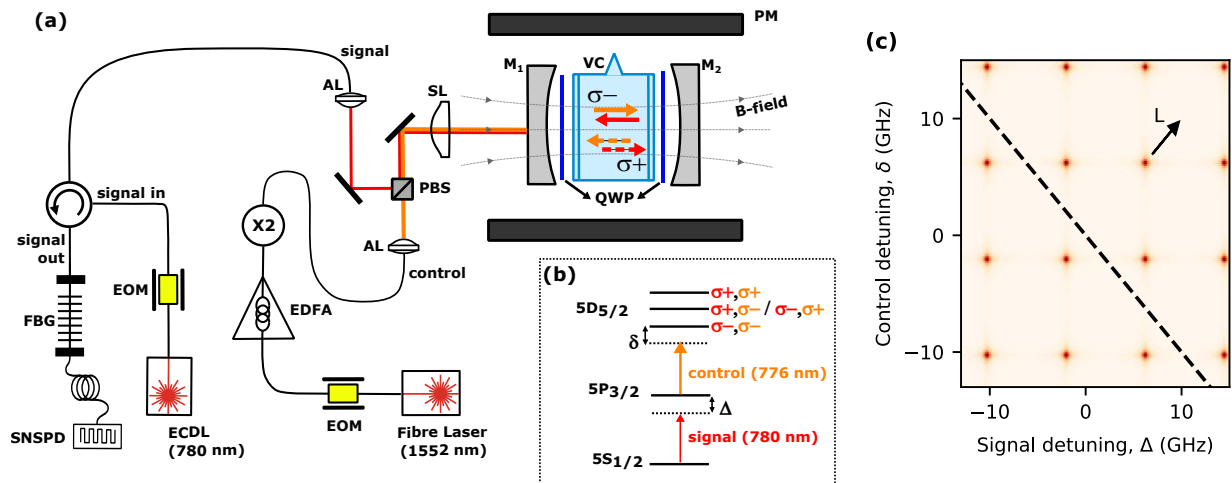 (a)
signal
AL
SL
M1
VC
M2
PM
σ−
B-field
σ+
QWP
PBS
signal in
signal
out
X2
AL
control
EOM
EDFA
FBG
SNSPD
ECDL
(780 nm)
EOM
Fibre Laser
(1552 nm)
(b)
σ+,σ+
5D5/2
σ+,σ− / σ−,σ+
σ−,σ−
δ
control (776 nm)
5P3/2
Δ
signal (780 nm)
5S1/2
(c)
Control detuning, δ (GHz)
10
0
−10
L
−10
0
10
Signal detuning, Δ (GHz)